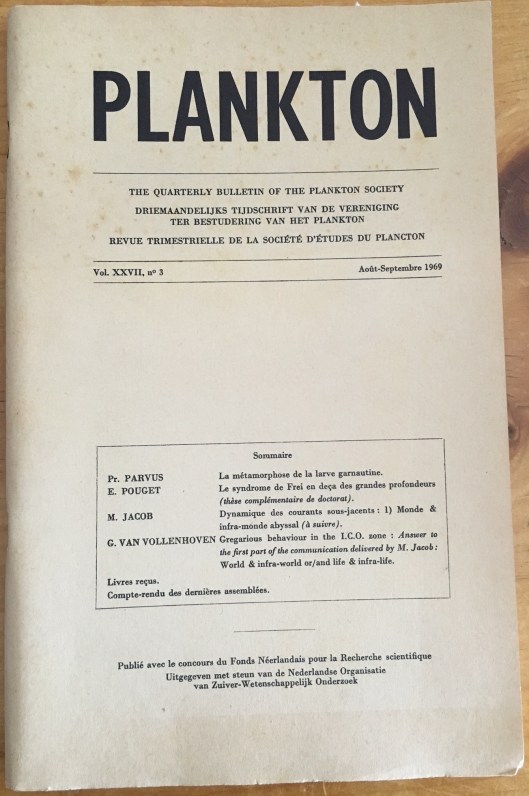 PLANKTON
THE QUARTERLY BULLETIN OF THE PLANKTON SOCIETY
DRIEMAANDELIJKS TIJDSCHRIFT VAN DE VERENIGING
TER BESTUDERING VAN HET PLANKTON
REVUE TRIMESTRIELLE DE LA SOCIÉTÉ D'ÉTUDES DU PLANCTON
Vol. XXVII, nº 3 Août-Septembre 1969
Sommaire
Pr. PARVUS La métamorphose de la larve garnautine.
E. POUGET Le syndrome de Frei en deça des grandes profondeurs
(thèse complémentaire de doctorat).
M. JACOB Dynamique des courants sous-jacents : 1) Monde &
infra-monde abyssal (à suivre).
G. VAN VOLLENHOVEN Gregarious behaviour in the I.C.O. zone : Answer to
the first part of the communication delivered by M. Jacob :
World & infra-world or/and life & infra-life.
Livres reçus.
Compte-rendu des dernières assemblées.
Publié avec le concours du Fonds Néerlandais pour la Recherche scientifique
Uitgegeven met steun van de Nederlandse Organisatie
van Zuiver-Wetenschappelijk Onderzoek